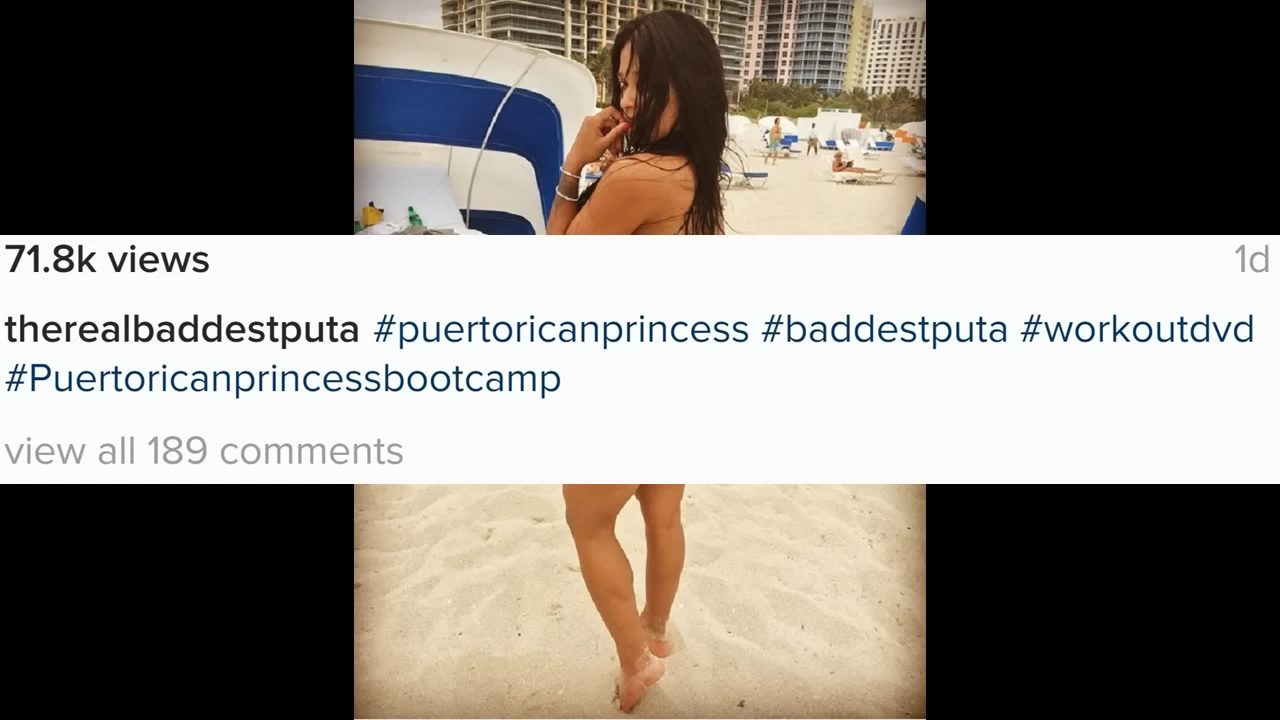 71.8k views 1d
therealbaddestputa #puertoricanprincess #baddestputa #workoutdvd
#Puertoricanprincessbootcamp
view all 189 comments